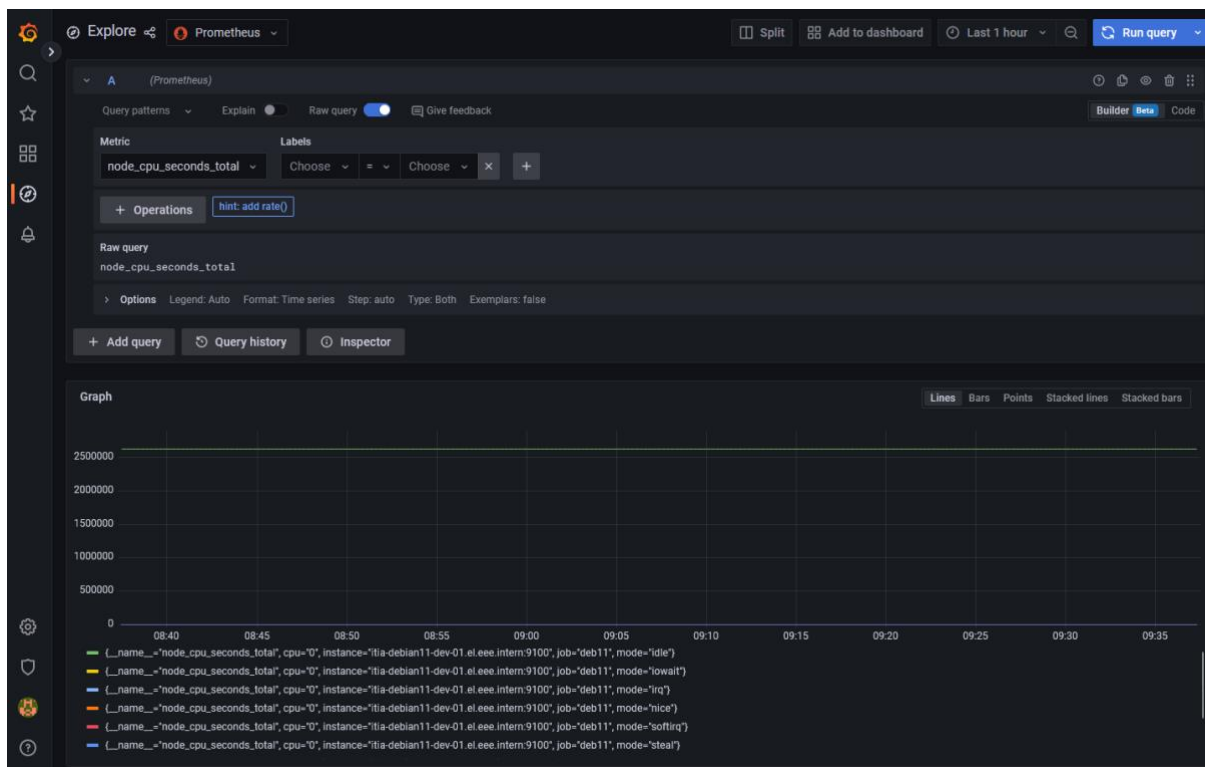 Explore Prometheus Split Add to dashboard Last 1 hour Run query
A (Prometheus)
Query patterns Explain Raw query Give feedback Builder Beta Code
Metric Labels
node_cpu_seconds_total Choose = Choose × +
+ Operations hint: add rate()
Raw query
node_cpu_seconds_total
> Options Legend: Auto Format: Time series Step: auto Type: Both Exemplars: false
+ Add query Query history Inspector
Graph Lines Bars Points Stacked lines Stacked bars
2500000
2000000
1500000
1000000
500000
0
08:40 08:45 08:50 08:55 09:00 09:05 09:10 09:15 09:20 09:25 09:30 09:35
{__name__="node_cpu_seconds_total", cpu="0", instance="itia-debian11-dev-01.el.eee.intern:9100", job="deb11", mode="idle"}
{__name__="node_cpu_seconds_total", cpu="0", instance="itia-debian11-dev-01.el.eee.intern:9100", job="deb11", mode="iowait"}
{__name__="node_cpu_seconds_total", cpu="0", instance="itia-debian11-dev-01.el.eee.intern:9100", job="deb11", mode="irq"}
{__name__="node_cpu_seconds_total", cpu="0", instance="itia-debian11-dev-01.el.eee.intern:9100", job="deb11", mode="nice"}
{__name__="node_cpu_seconds_total", cpu="0", instance="itia-debian11-dev-01.el.eee.intern:9100", job="deb11", mode="softirq"}
{__name__="node_cpu_seconds_total", cpu="0", instance="itia-debian11-dev-01.el.eee.intern:9100", job="deb11", mode="steal"}